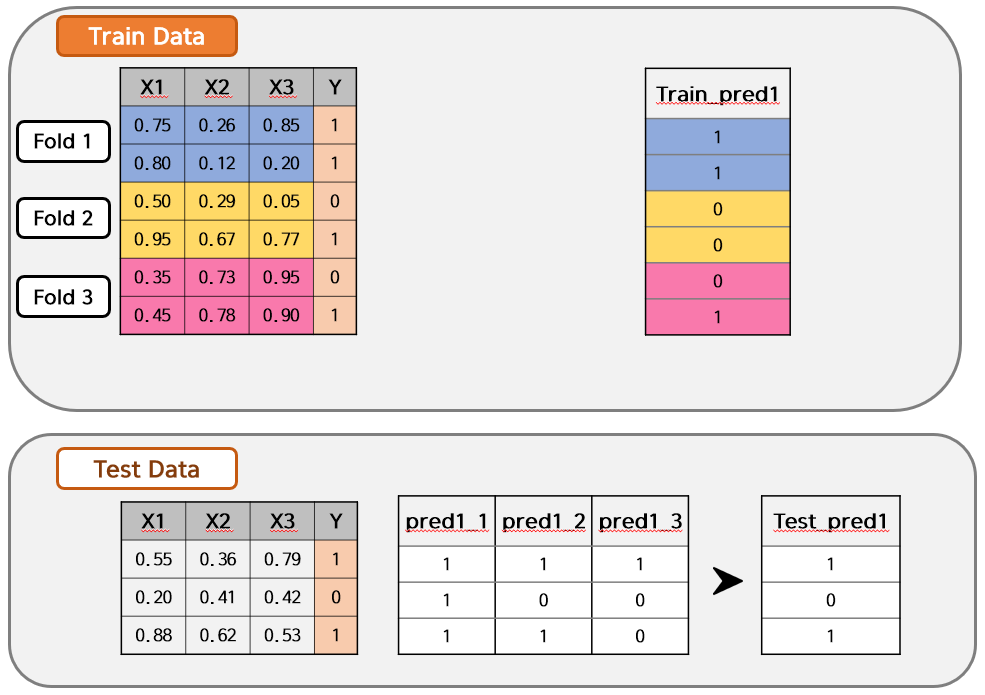 Train Data
X1 X2 X3 Y
Train_pred1
Fold 1
0.75 0.26 0.85 1
1
0.80 0.12 0.20 1
1
Fold 2
0.50 0.29 0.05 0
0
0.95 0.67 0.77 1
0
Fold 3
0.35 0.73 0.95 0
0
0.45 0.78 0.90 1
1
Test Data
X1 X2 X3 Y
pred1_1 pred1_2 pred1_3
Test_pred1
0.55 0.36 0.79 1
1 1 1
1
0.20 0.41 0.42 0
1 0 0
0
0.88 0.62 0.53 1
1 1 0
1